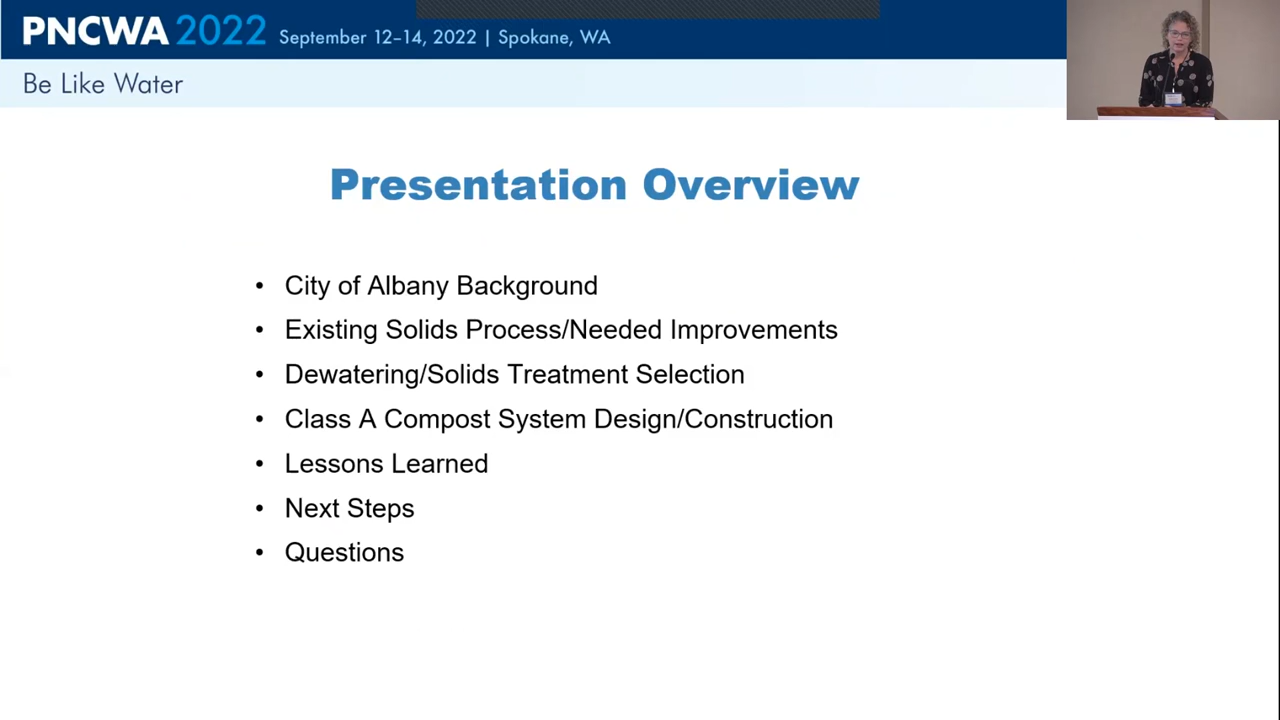 PNCWA 2022 September 12–14, 2022 | Spokane, WA
Be Like Water
Presentation Overview
• City of Albany Background
• Existing Solids Process/Needed Improvements
• Dewatering/Solids Treatment Selection
• Class A Compost System Design/Construction
• Lessons Learned
• Next Steps
• Questions